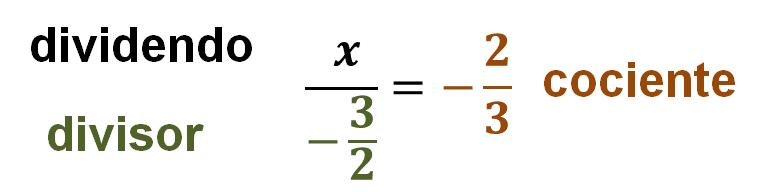 dividendo
divisor
x / (-3/2) = -2/3
cociente